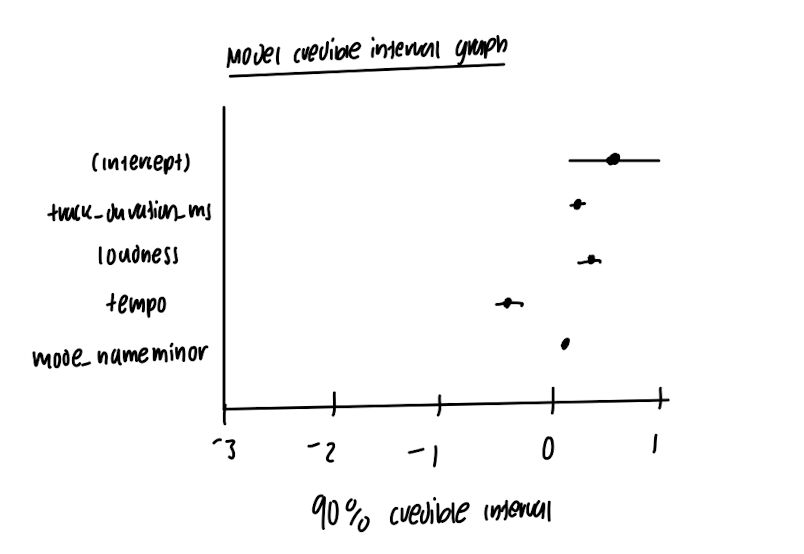 Model credible interval graph
(intercept)
track_duration_ms
loudness
tempo
mode_nameminor
-3 -2 -1 0 1
90% credible interval